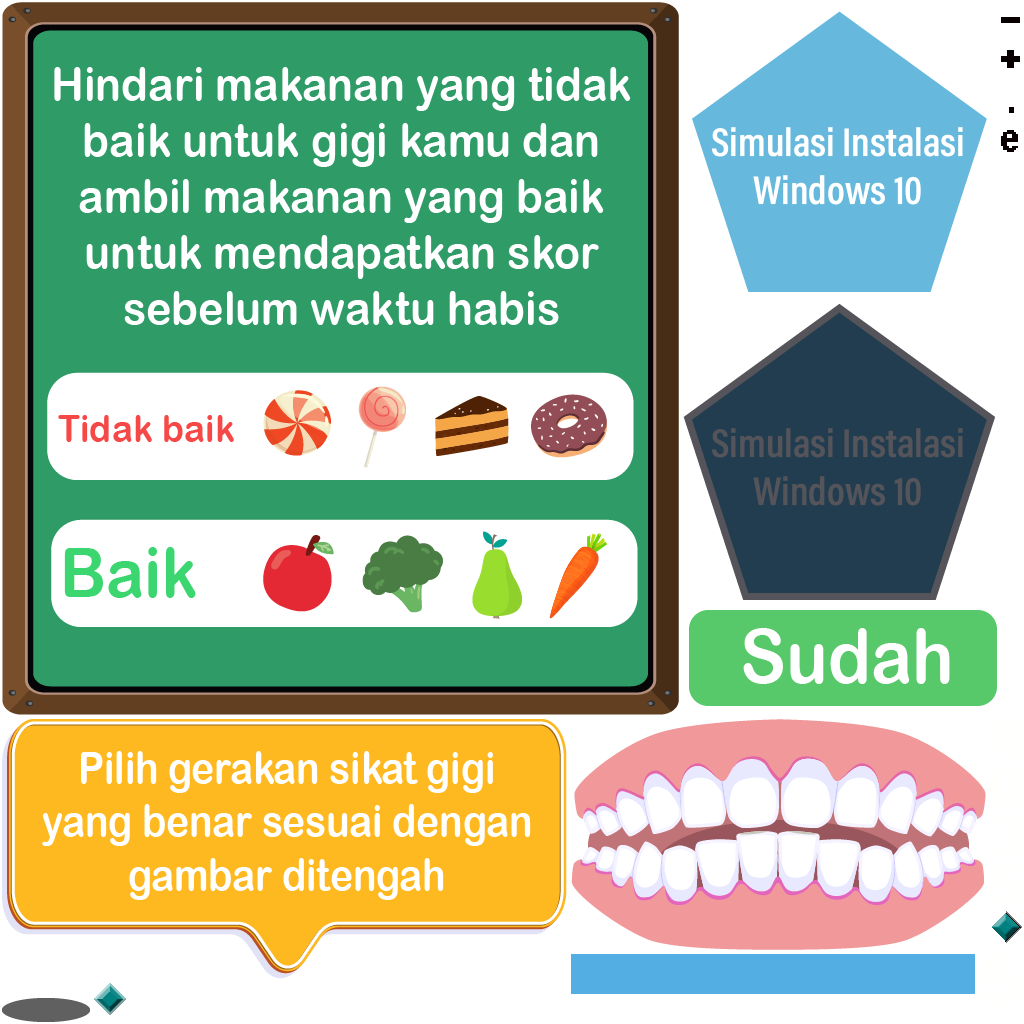 Hindari makanan yang tidak
baik untuk gigi kamu dan
ambil makanan yang baik
untuk mendapatkan skor
sebelum waktu habis
Tidak baik
Baik
Simulasi Instalasi
Windows 10
-
+
.
e
Simulasi Instalasi
Windows 10
Sudah
Pilih gerakan sikat gigi
yang benar sesuai dengan
gambar ditengah